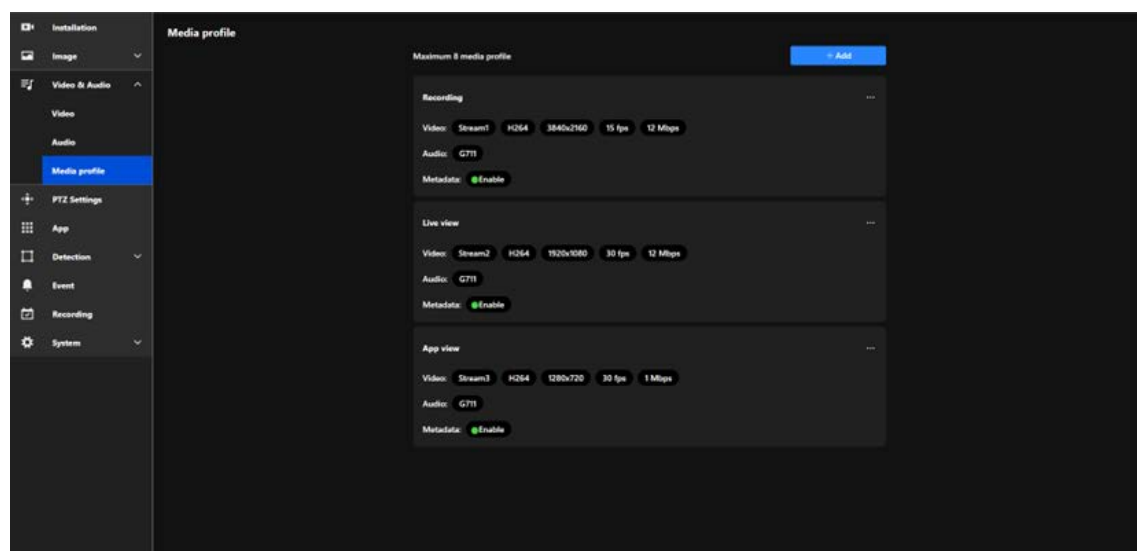 Installation
Image
Video & Audio
Video
Audio
Media profile
PTZ Settings
App
Detection
Event
Recording
System
Media profile
Maximum 8 media profile
+ Add
Recording ...
Video: Stream1 H264 3840x2160 15 fps 12 Mbps
Audio: G711
Metadata: Enable
Live view ...
Video: Stream2 H264 1920x1080 30 fps 12 Mbps
Audio: G711
Metadata: Enable
App view ...
Video: Stream3 H264 1280x720 30 fps 1 Mbps
Audio: G711
Metadata: Enable